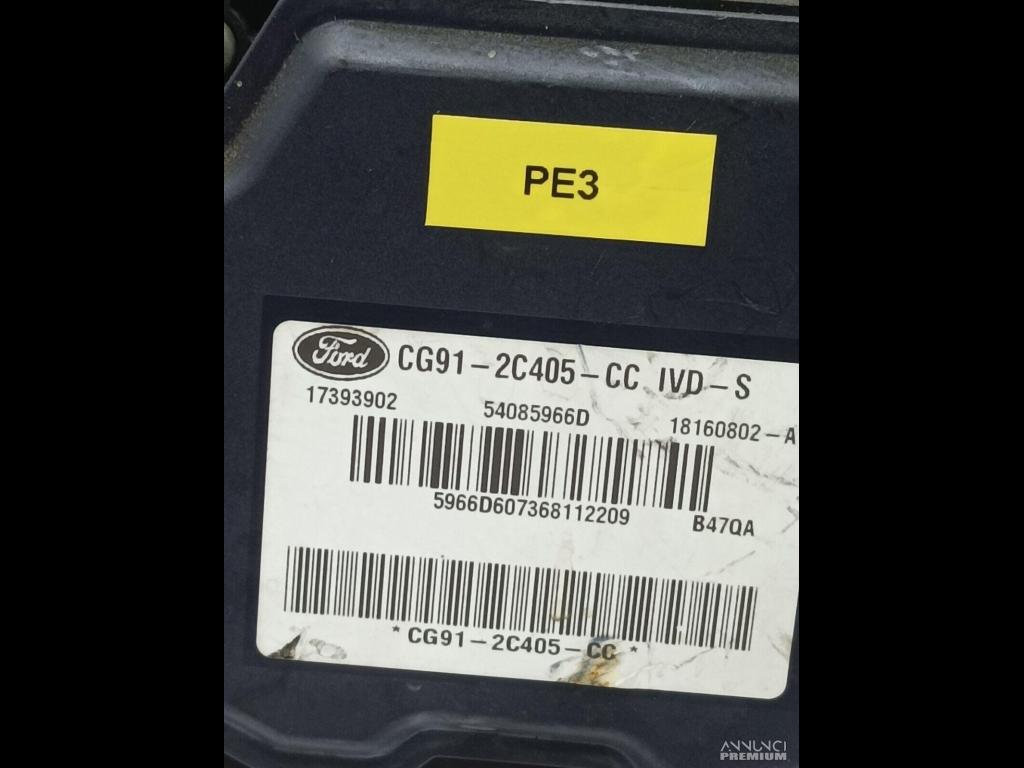 PE3
Ford CG91-2C405-CC IVD-S
17393902 54085966D 18160802-A
5966D607368112209 B47QA
*CG91-2C405-CC*
ANNUNCI
PREMIUM